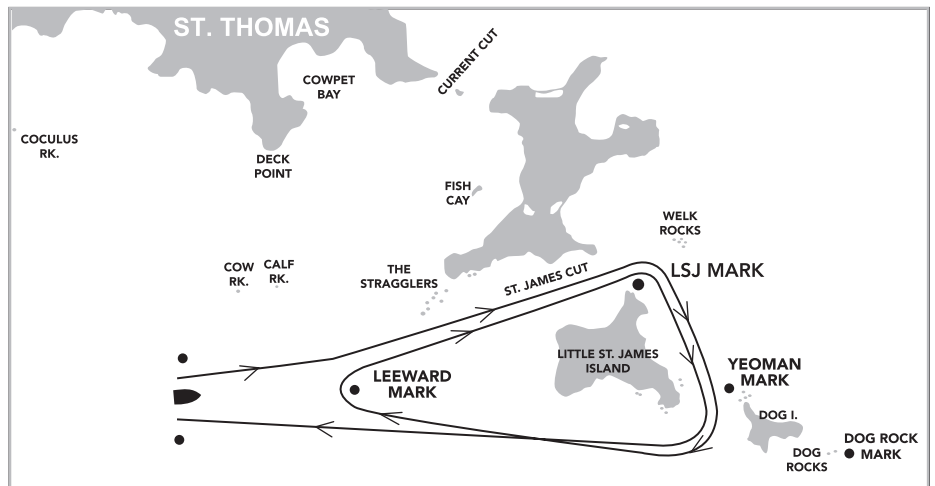 ST. THOMAS
CURRENT CUT
COWPET
BAY
COCULUS
RK.
DECK
POINT
FISH
CAY
WELK
ROCKS
COW
RK.
CALF
RK.
THE
STRAGGLERS
ST. JAMES CUT
LSJ MARK
LITTLE ST. JAMES
ISLAND
LEEWARD
MARK
YEOMAN
MARK
DOG I.
DOG
ROCKS
DOG ROCK
MARK